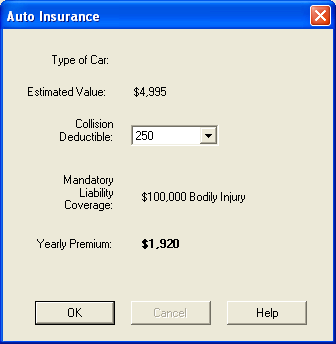 Auto Insurance
Type of Car:
Estimated Value: $4,995
Collision
Deductible: 250
Mandatory
Liability
Coverage: $100,000 Bodily Injury
Yearly Premium: $1,920
OK Cancel Help